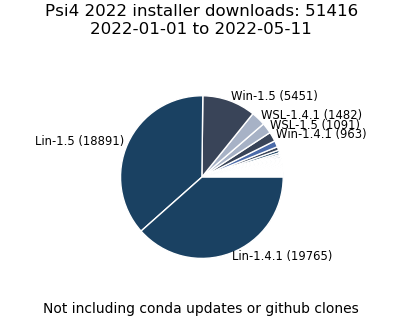 Psi4 2022 installer downloads: 51416
2022-01-01 to 2022-05-11
Win-1.5 (5451)
WSL-1.4.1 (1482)
WSL-1.5 (1091)
Win-1.4.1 (963)
Lin-1.5 (18891)
Lin-1.4.1 (19765)
Not including conda updates or github clones